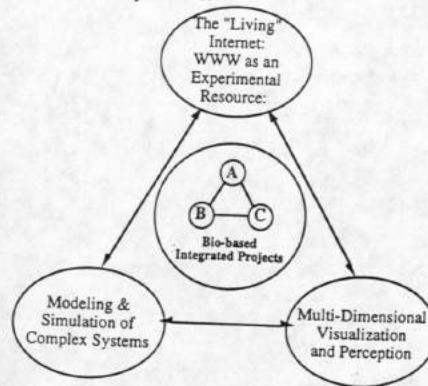 The "Living"
Internet:
WWW as an
Experimental
Resource:
A
B C
Bio-based
Integrated Projects
Modeling &
Simulation of
Complex Systems
Multi-Dimensional
Visualization
and Perception